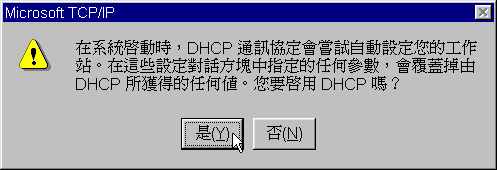 Microsoft TCP/IP
在系統啓動時，DHCP 通訊協定會嘗試自動設定您的工作
站。在這些設定對話方塊中指定的任何參數，會覆蓋掉由
DHCP 所獲得的任何値。您要啓用 DHCP 嗎？
是(Y) 否(N)